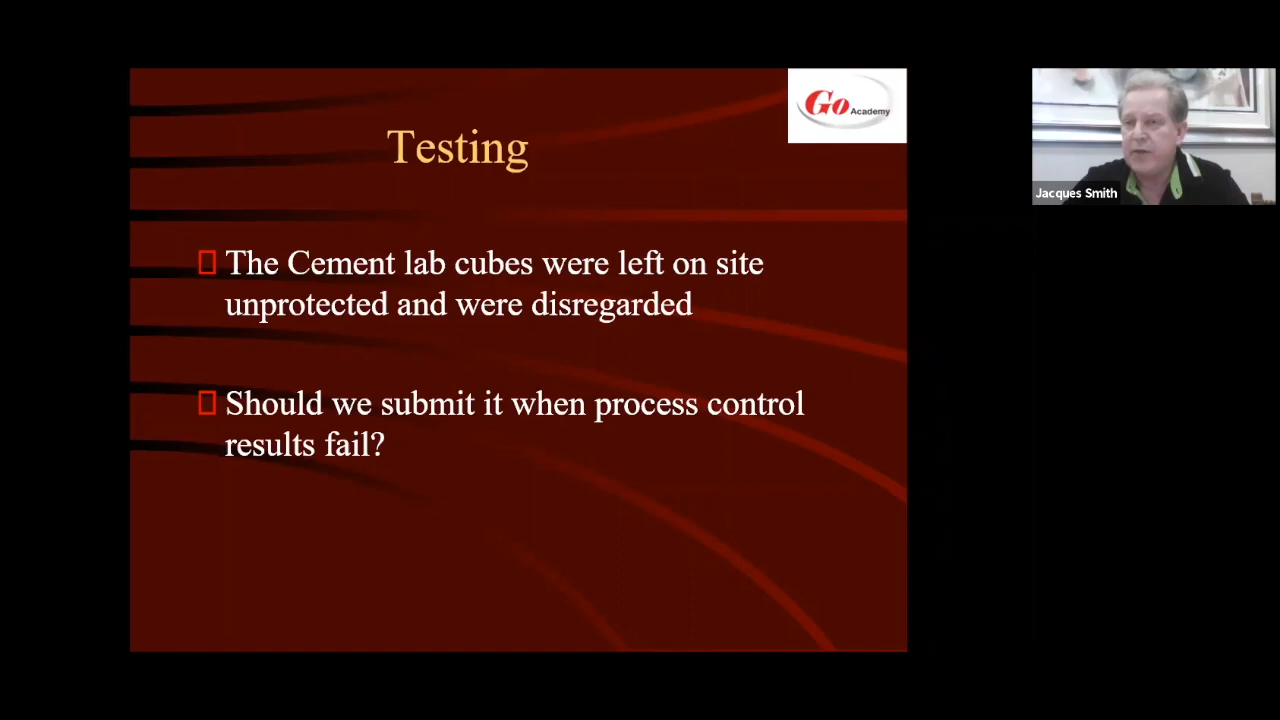 Go Academy
Testing
The Cement lab cubes were left on site
unprotected and were disregarded
Should we submit it when process control
results fail?
Jacques Smith